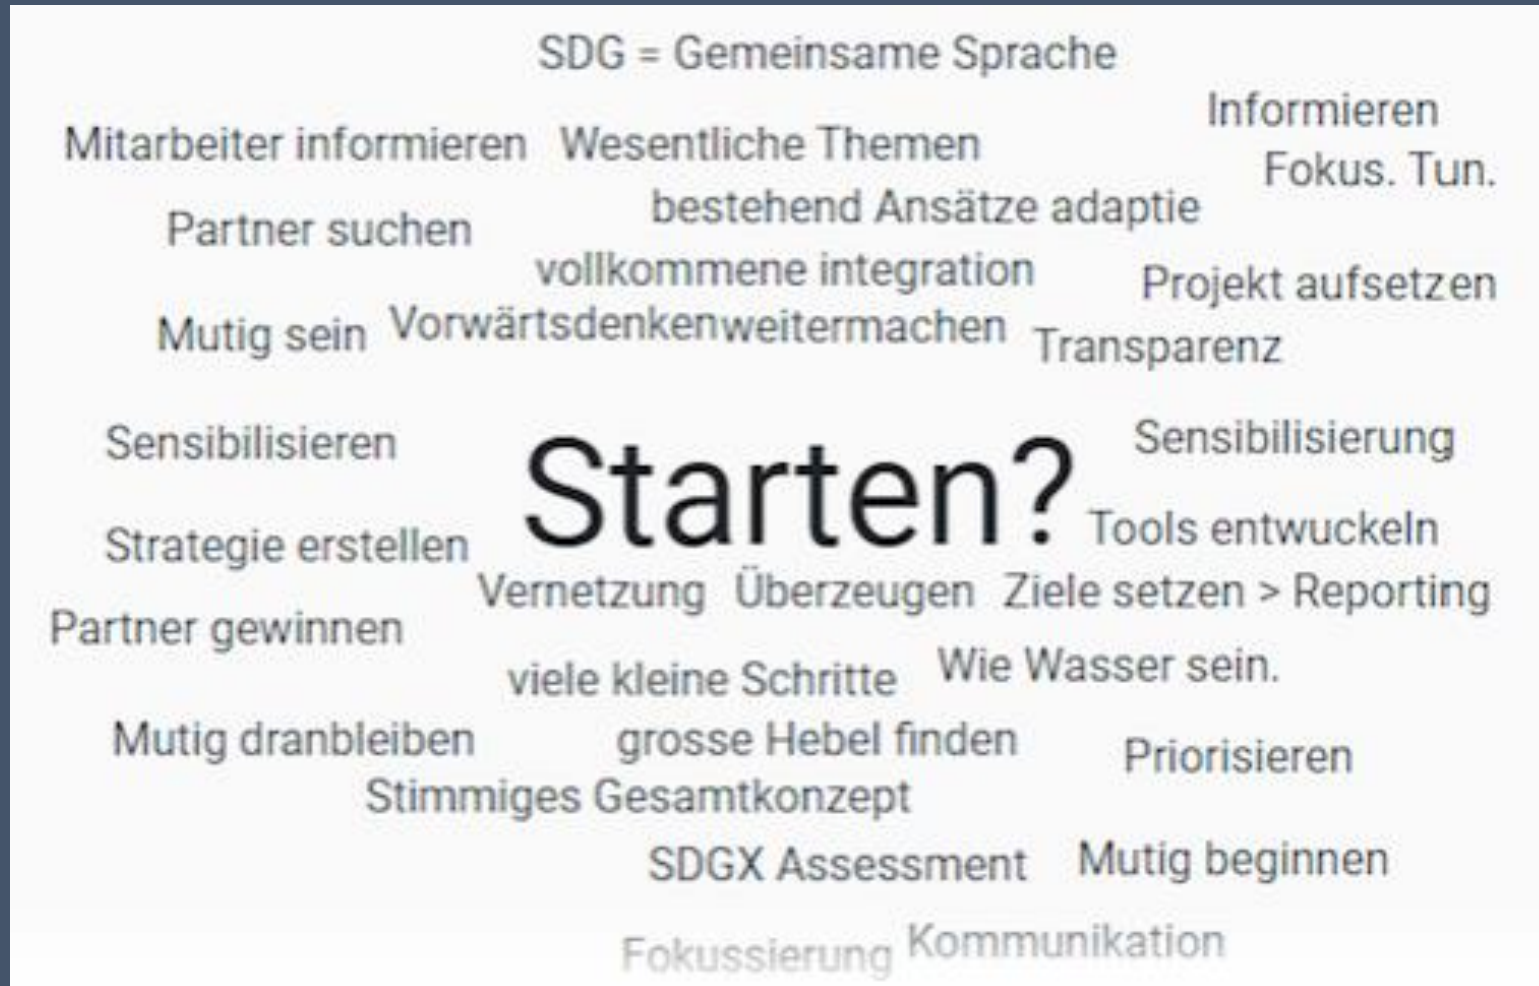 SDG = Gemeinsame Sprache
Informieren
Mitarbeiter informieren
Wesentliche Themen
Fokus. Tun.
bestehend Ansätze adaptie
Partner suchen
vollkommene integration
Projekt aufsetzen
Mutig sein
Vorwärtsdenken
weitermachen
Transparenz
Sensibilisieren
Starten?
Sensibilisierung
Strategie erstellen
Tools entwuckeln
Vernetzung
Überzeugen
Ziele setzen > Reporting
Partner gewinnen
viele kleine Schritte
Wie Wasser sein.
Mutig dranbleiben
grosse Hebel finden
Priorisieren
Stimmiges Gesamtkonzept
SDGX Assessment
Mutig beginnen
Fokussierung
Kommunikation